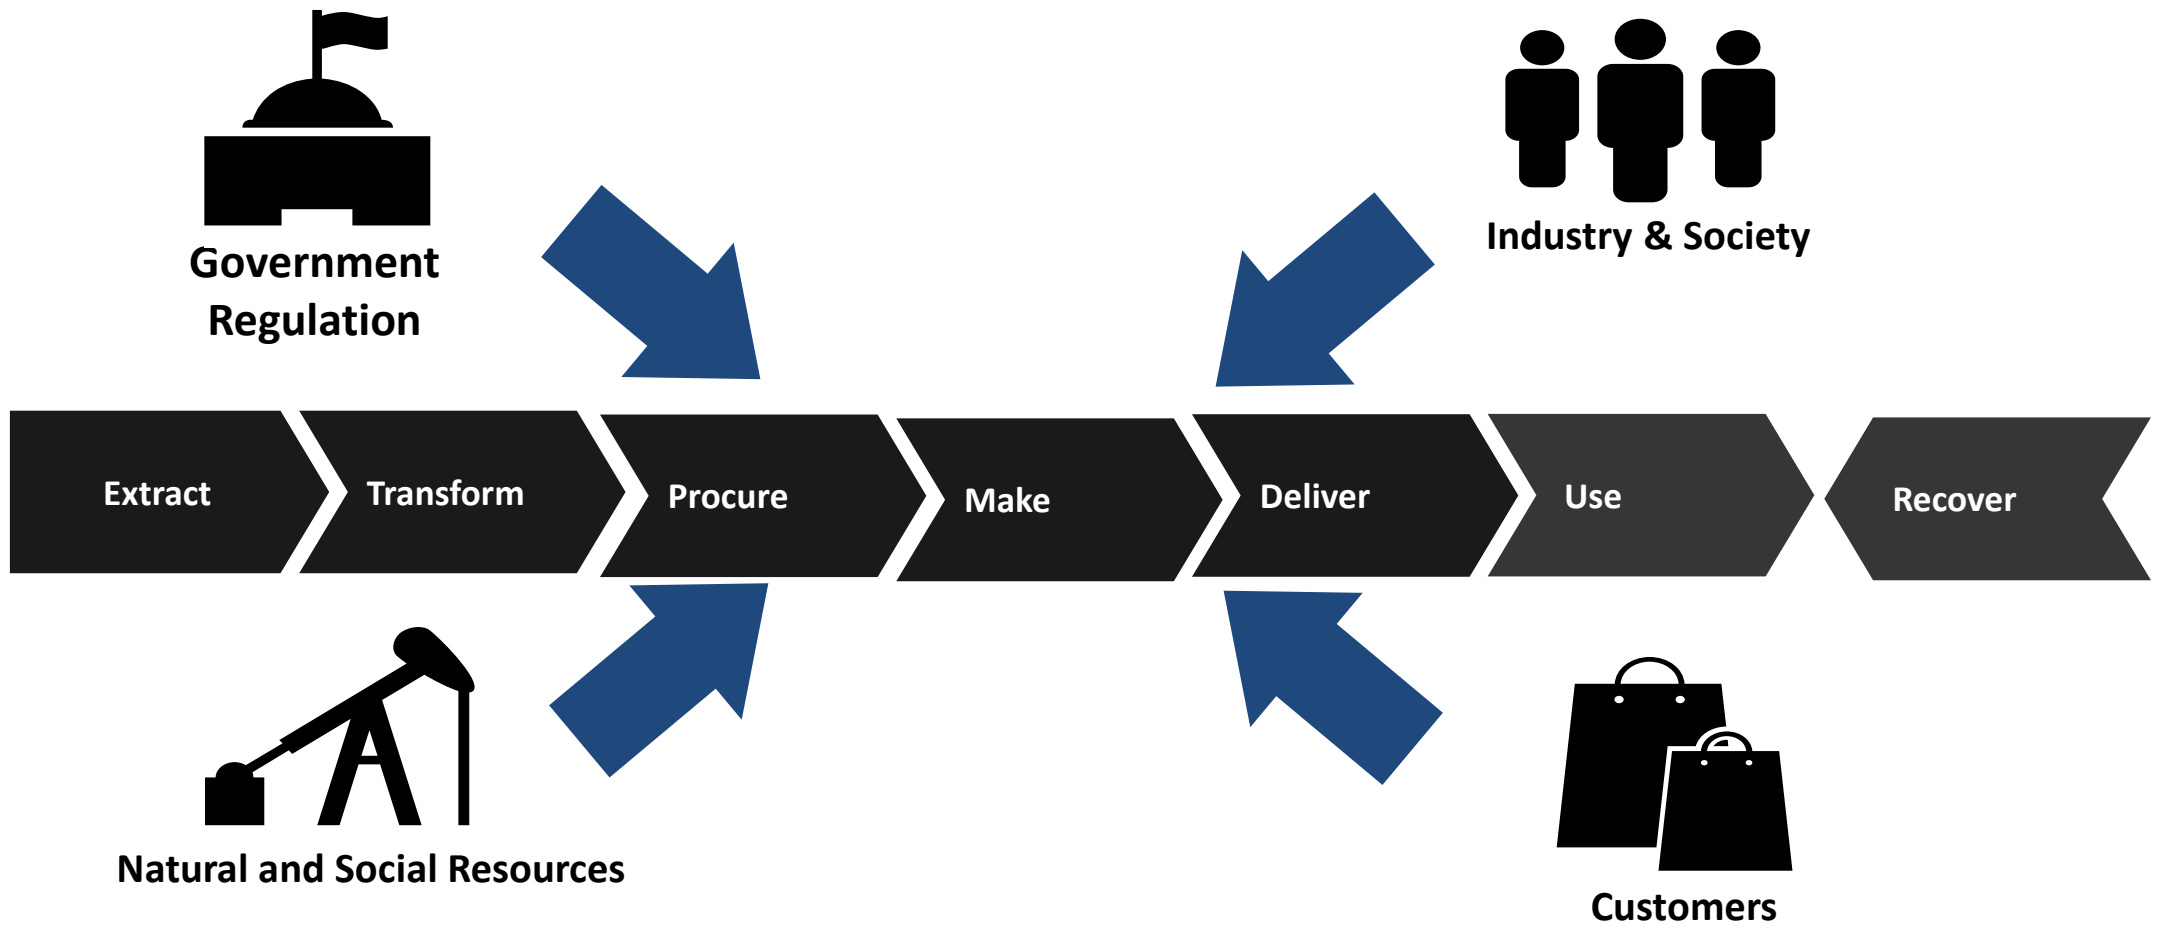 Government
Regulation
Industry & Society
Extract
Transform
Procure
Make
Deliver
Use
Recover
Natural and Social Resources
Customers